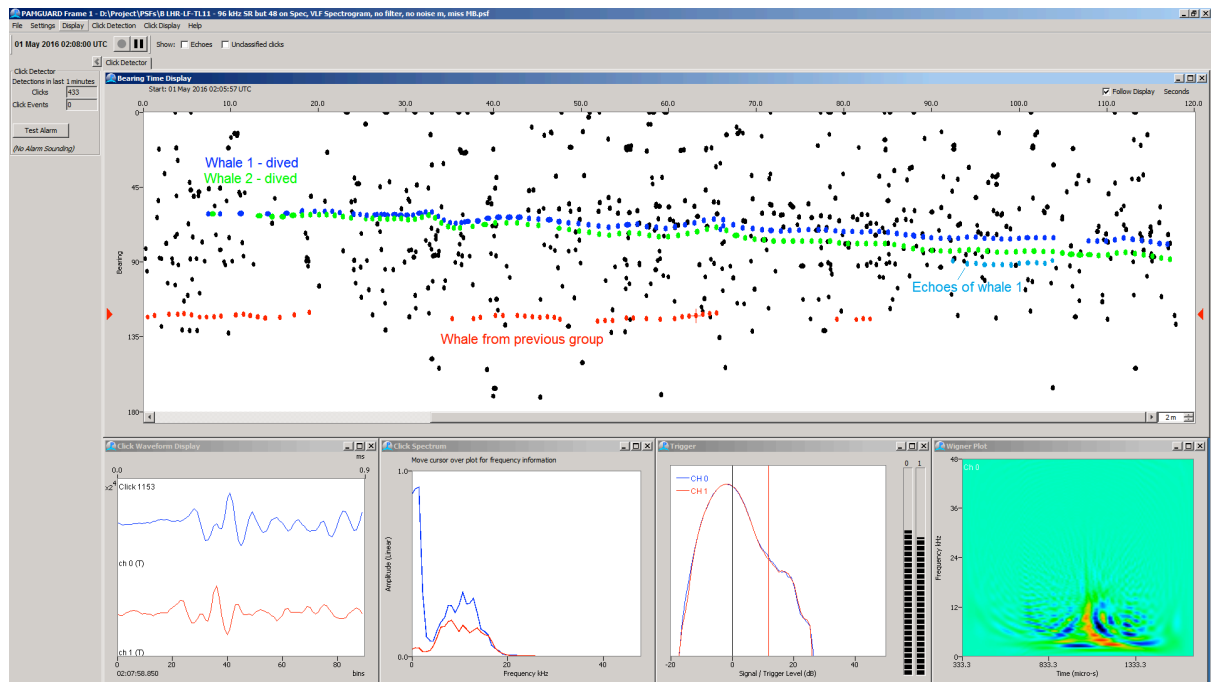 PAMGUARD Frame 1 - D:\Project\PSFs\B LHR-LF-TL11 - 96 kHz SR but 48 on Spec, VLF Spectrogram, no filter, no noise m, miss MB.psf
File Settings Display Click Detection Click Display Help
01 May 2016 02:08:00 UTC Show: Echoes Unclassified clicks
Click Detector
Click Detector
Detections in last 1 minutes
Clicks 433
Click Events 0
Test Alarm
(No Alarm Sounding)
Bearing Time Display
Start: 01 May 2016 02:05:57 UTC Follow Display Seconds
0.0 10.0 20.0 30.0 40.0 50.0 60.0 70.0 80.0 90.0 100.0 110.0 120.0
0
45
90
135
180
Bearing
Whale 1 - dived
Whale 2 - dived
Echoes of whale 1
Whale from previous group
2 m
Click Waveform Display
ms
0.0 0.9
x2^4 Click 1153
ch 0 (T)
ch 1 (T)
0 20 40 60 80
02:07:58.850 bins
Click Spectrum
Move cursor over plot for frequency information
1.0
Amplitude (Linear)
0.0
0 20 40
Frequency kHz
Trigger
CH 0
CH 1
0 1
-20 0 20 40
Signal / Trigger Level (dB)
Wigner Plot
Ch 0
48
36
24
12
0
Frequency kHz
333.3 833.3 1333.3
Time (micro-s)